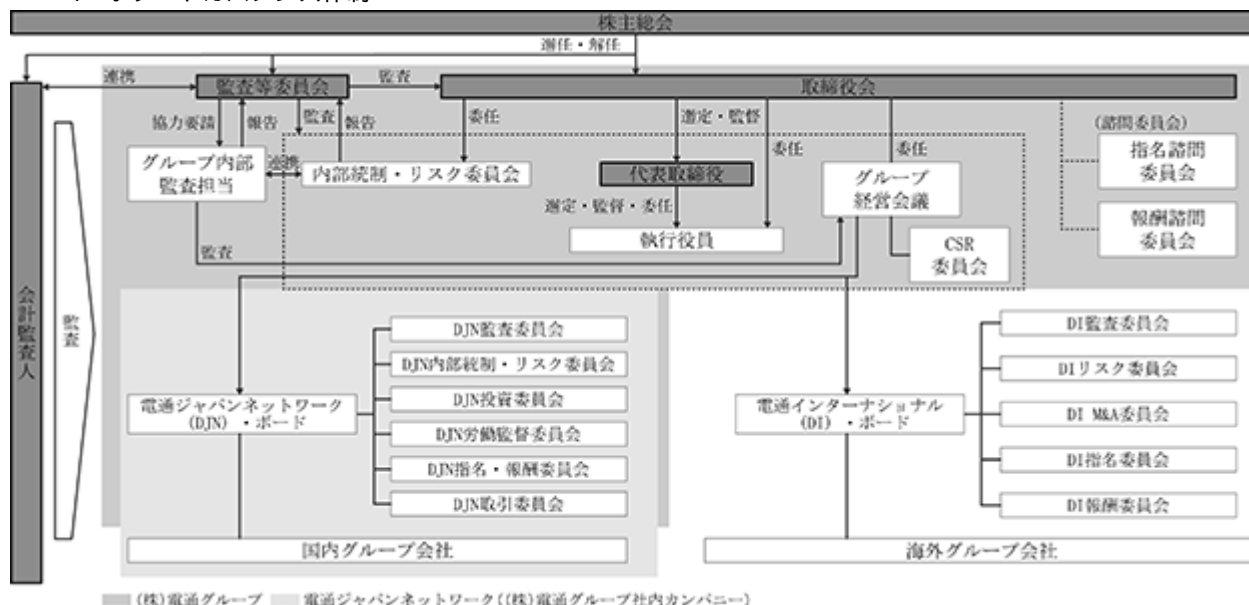 株主総会
選任・解任
連携
監査等委員会
監査
取締役会
協力要請
報告
監査
報告
委任
選定・監督
委任
委任
(諮問委員会)
グループ内部
監査担当
連携
内部統制・リスク委員会
代表取締役
グループ
経営会議
指名諮問
委員会
選定・監督・委任
執行役員
報酬諮問
委員会
監査
CSR
委員会
会計監査人
監査
DJN監査委員会
DJN内部統制・リスク委員会
DJN投資委員会
DJN労働監督委員会
DJN指名・報酬委員会
DJN取引委員会
電通ジャパンネットワーク
(DJN)・ボード
国内グループ会社
DI監査委員会
DIリスク委員会
DI M&A委員会
DI指名委員会
DI報酬委員会
電通インターナショナル
(DI)・ボード
海外グループ会社
(株)電通グループ
電通ジャパンネットワーク((株)電通グループ社内カンパニー)